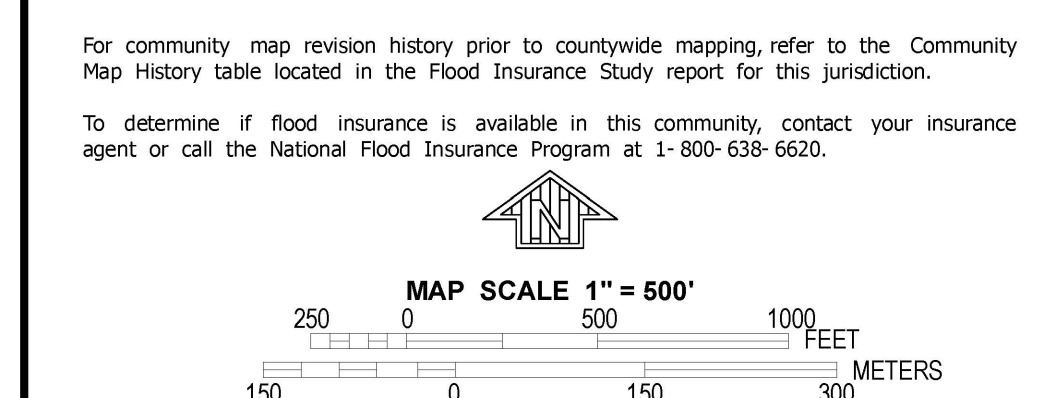 For community map revision history prior to countywide mapping, refer to the Community
Map History table located in the Flood Insurance Study report for this jurisdiction.
To determine if flood insurance is available in this community, contact your insurance
agent or call the National Flood Insurance Program at 1- 800- 638- 6620.
N
MAP SCALE 1" = 500'
250 0 500 1000
FEET
METERS
150 0 150 300